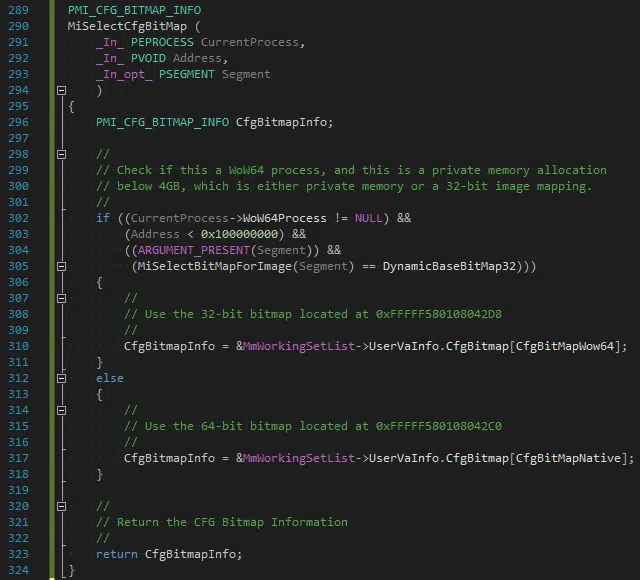 289 PMI_CFG_BITMAP_INFO
290 MiSelectCfgBitMap (
291     _In_ PEPROCESS CurrentProcess,
292     _In_ PVOID Address,
293     _In_opt_ PSEGMENT Segment
294     )
295 {
296     PMI_CFG_BITMAP_INFO CfgBitmapInfo;
297
298     //
299     // Check if this a WoW64 process, and this is a private memory allocation
300     // below 4GB, which is either private memory or a 32-bit image mapping.
301     //
302     if ((CurrentProcess->WoW64Process != NULL) &&
303         (Address < 0x100000000) &&
304         ((ARGUMENT_PRESENT(Segment)) &&
305          (MiSelectBitMapForImage(Segment) == DynamicBaseBitMap32)))
306     {
307         //
308         // Use the 32-bit bitmap located at 0xFFFFF580108042D8
309         //
310         CfgBitmapInfo = &MmWorkingSetList->UserVaInfo.CfgBitmap[CfgBitMapWow64];
311     }
312     else
313     {
314         //
315         // Use the 64-bit bitmap located at 0xFFFFF580108042C0
316         //
317         CfgBitmapInfo = &MmWorkingSetList->UserVaInfo.CfgBitmap[CfgBitMapNative];
318     }
319
320     //
321     // Return the CFG Bitmap Information
322     //
323     return CfgBitmapInfo;
324 }